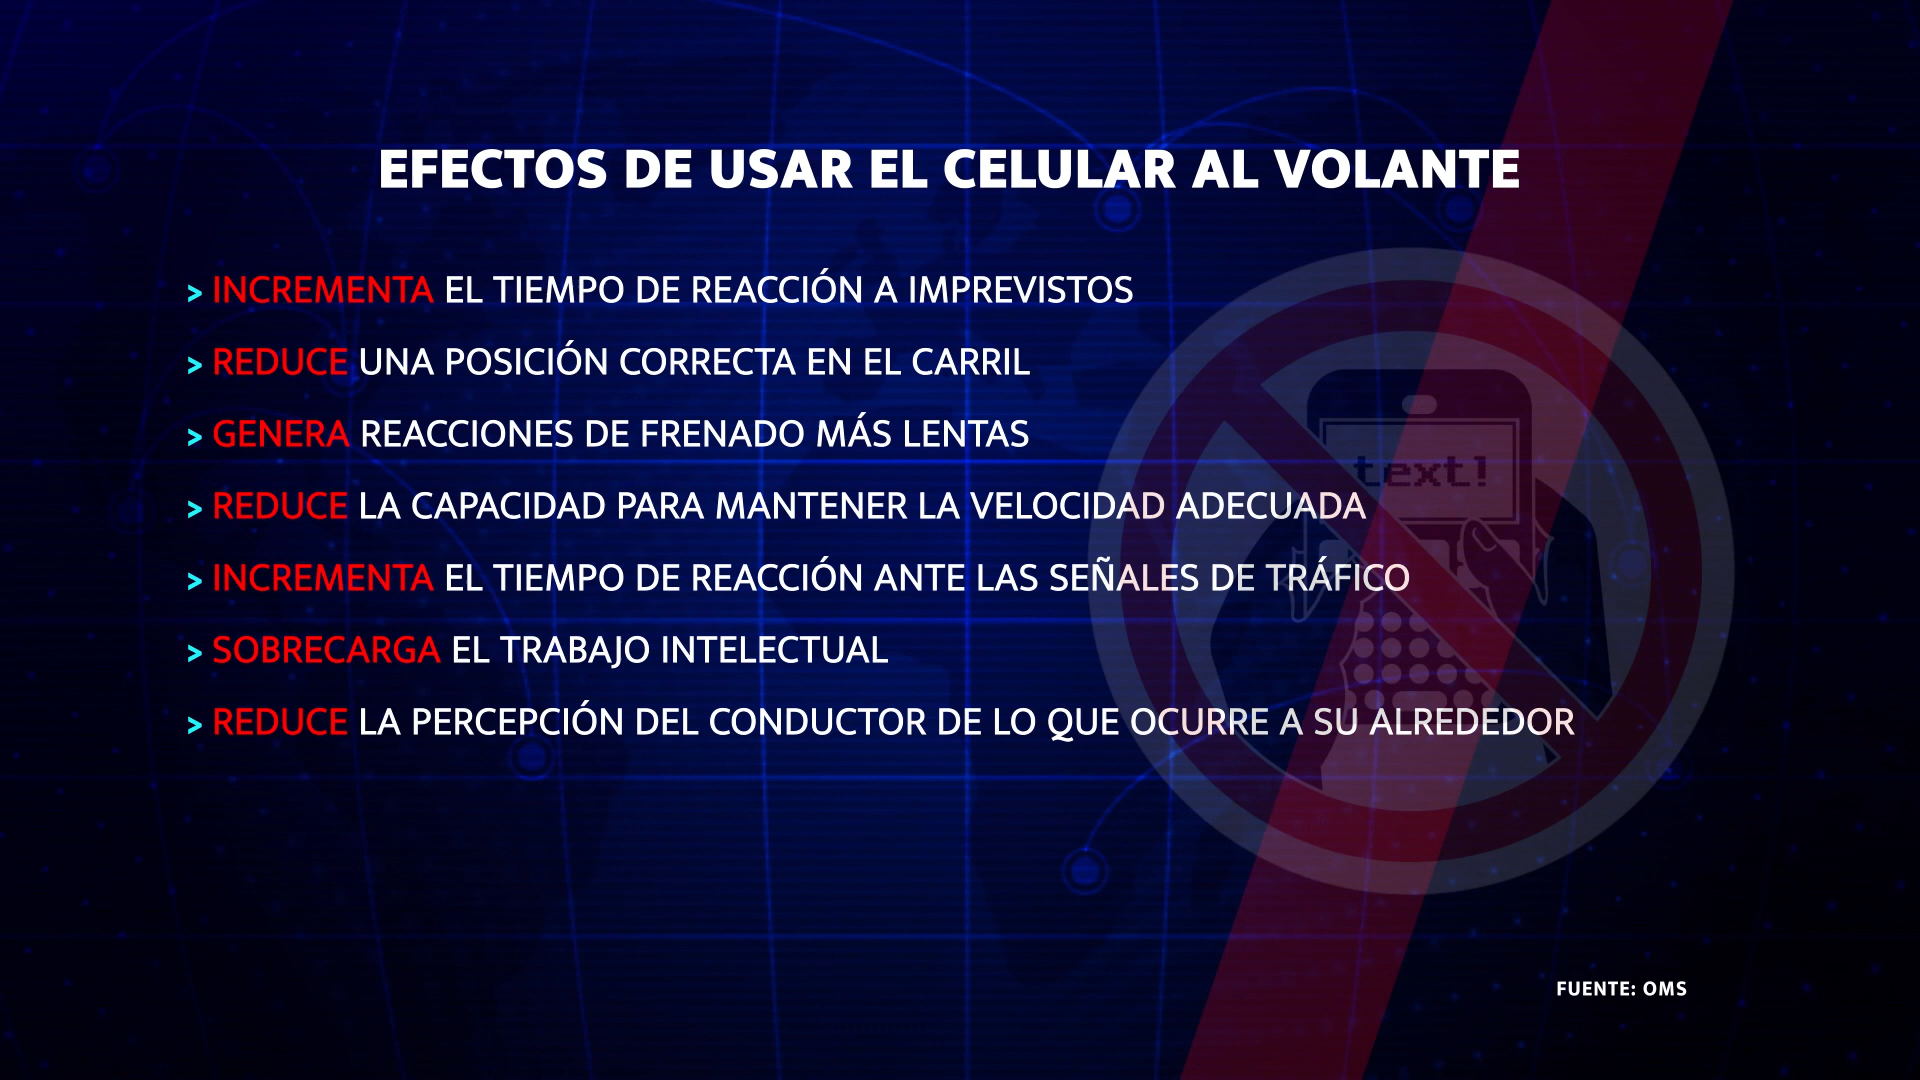 EFECTOS DE USAR EL CELULAR AL VOLANTE
> INCREMENTA EL TIEMPO DE REACCIÓN A IMPREVISTOS
> REDUCE UNA POSICIÓN CORRECTA EN EL CARRIL
> GENERA REACCIONES DE FRENADO MÁS LENTAS
text!
> REDUCE LA CAPACIDAD PARA MANTENER LA VELOCIDAD ADECUADA
> INCREMENTA EL TIEMPO DE REACCIÓN ANTE LAS SEÑALES DE TRÁFICO
> SOBRECARGA EL TRABAJO INTELECTUAL
> REDUCE LA PERCEPCIÓN DEL CONDUCTOR DE LO QUE OCURRE A SU ALREDEDOR
FUENTE: OMS